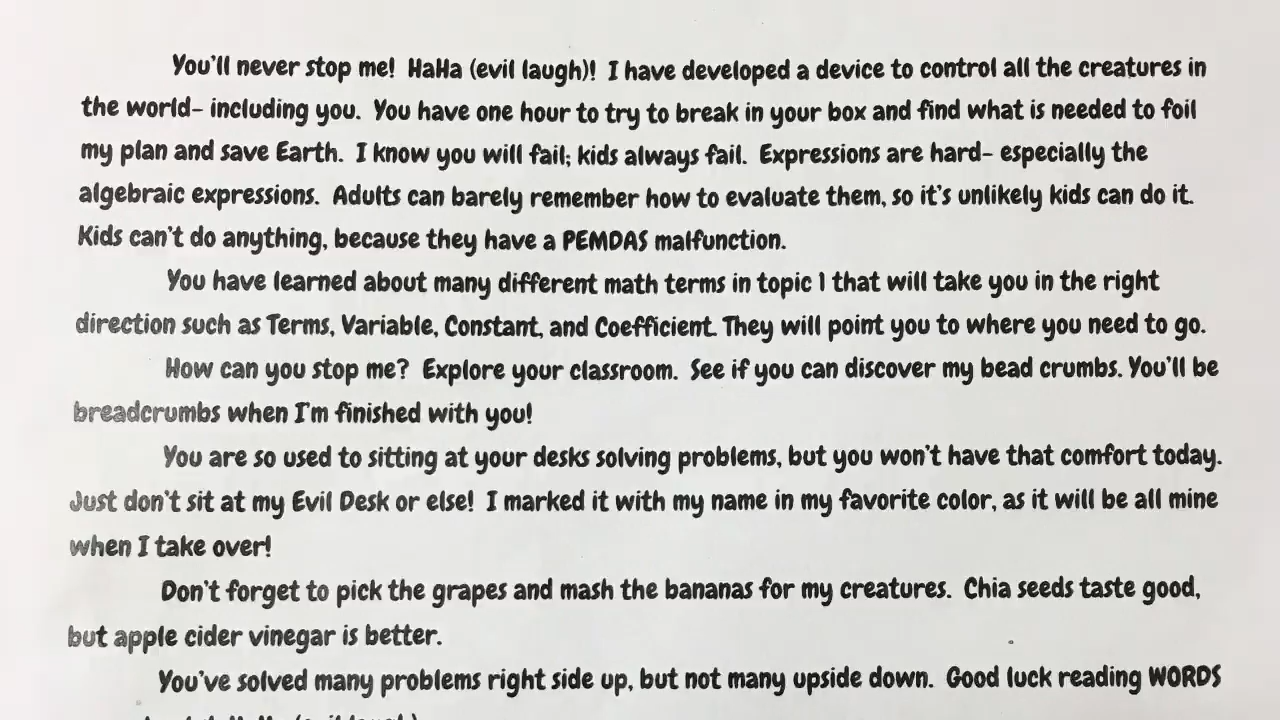 You'll never stop me! HaHa (evil laugh)! I have developed a device to control all the creatures in
the world- including you. You have one hour to try to break in your box and find what is needed to foil
my plan and save Earth. I know you will fail; kids always fail. Expressions are hard- especially the
algebraic expressions. Adults can barely remember how to evaluate them, so it's unlikely kids can do it.
Kids can't do anything, because they have a PEMDAS malfunction.
You have learned about many different math terms in topic 1 that will take you in the right
direction such as Terms, Variable, Constant, and Coefficient. They will point you to where you need to go.
How can you stop me? Explore your classroom. See if you can discover my bead crumbs. You'll be
breadcrumbs when I'm finished with you!
You are so used to sitting at your desks solving problems, but you won't have that comfort today.
Just don't sit at my Evil Desk or else! I marked it with my name in my favorite color, as it will be all mine
when I take over!
Don't forget to pick the grapes and mash the bananas for my creatures. Chia seeds taste good,
but apple cider vinegar is better.
You've solved many problems right side up, but not many upside down. Good luck reading WORDS